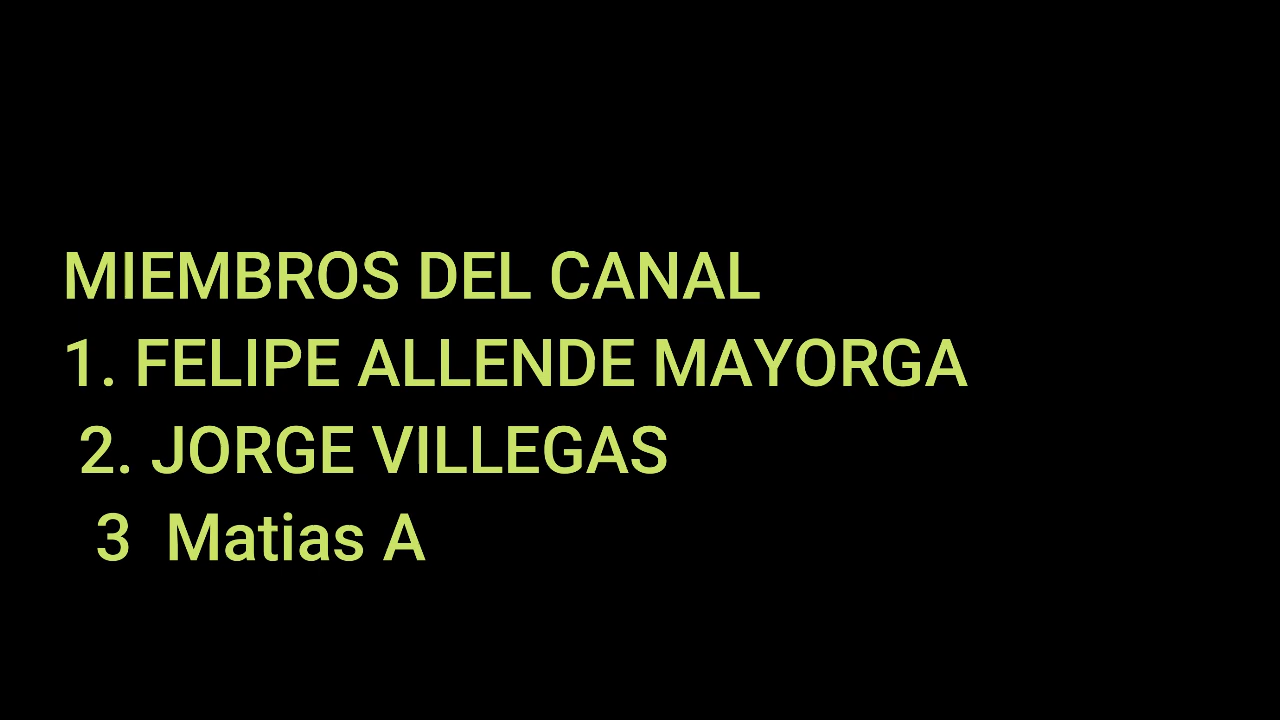 MIEMBROS DEL CANAL
1. FELIPE ALLENDE MAYORGA
2. JORGE VILLEGAS
3 Matias A